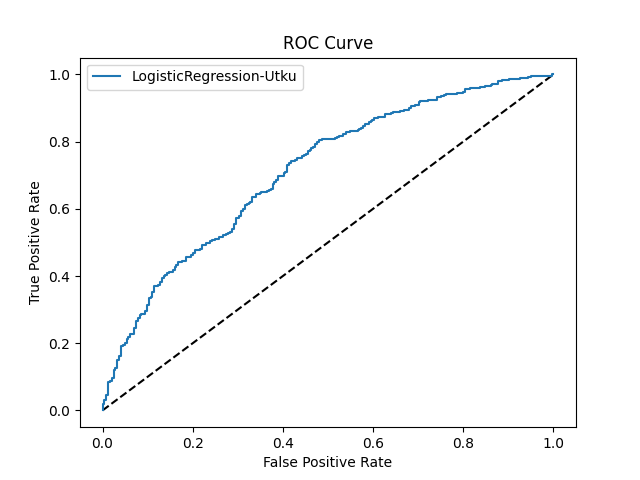 ROC Curve
LogisticRegression-Utku
True Positive Rate
1.0
0.8
0.6
0.4
0.2
0.0
0.0 0.2 0.4 0.6 0.8 1.0
False Positive Rate